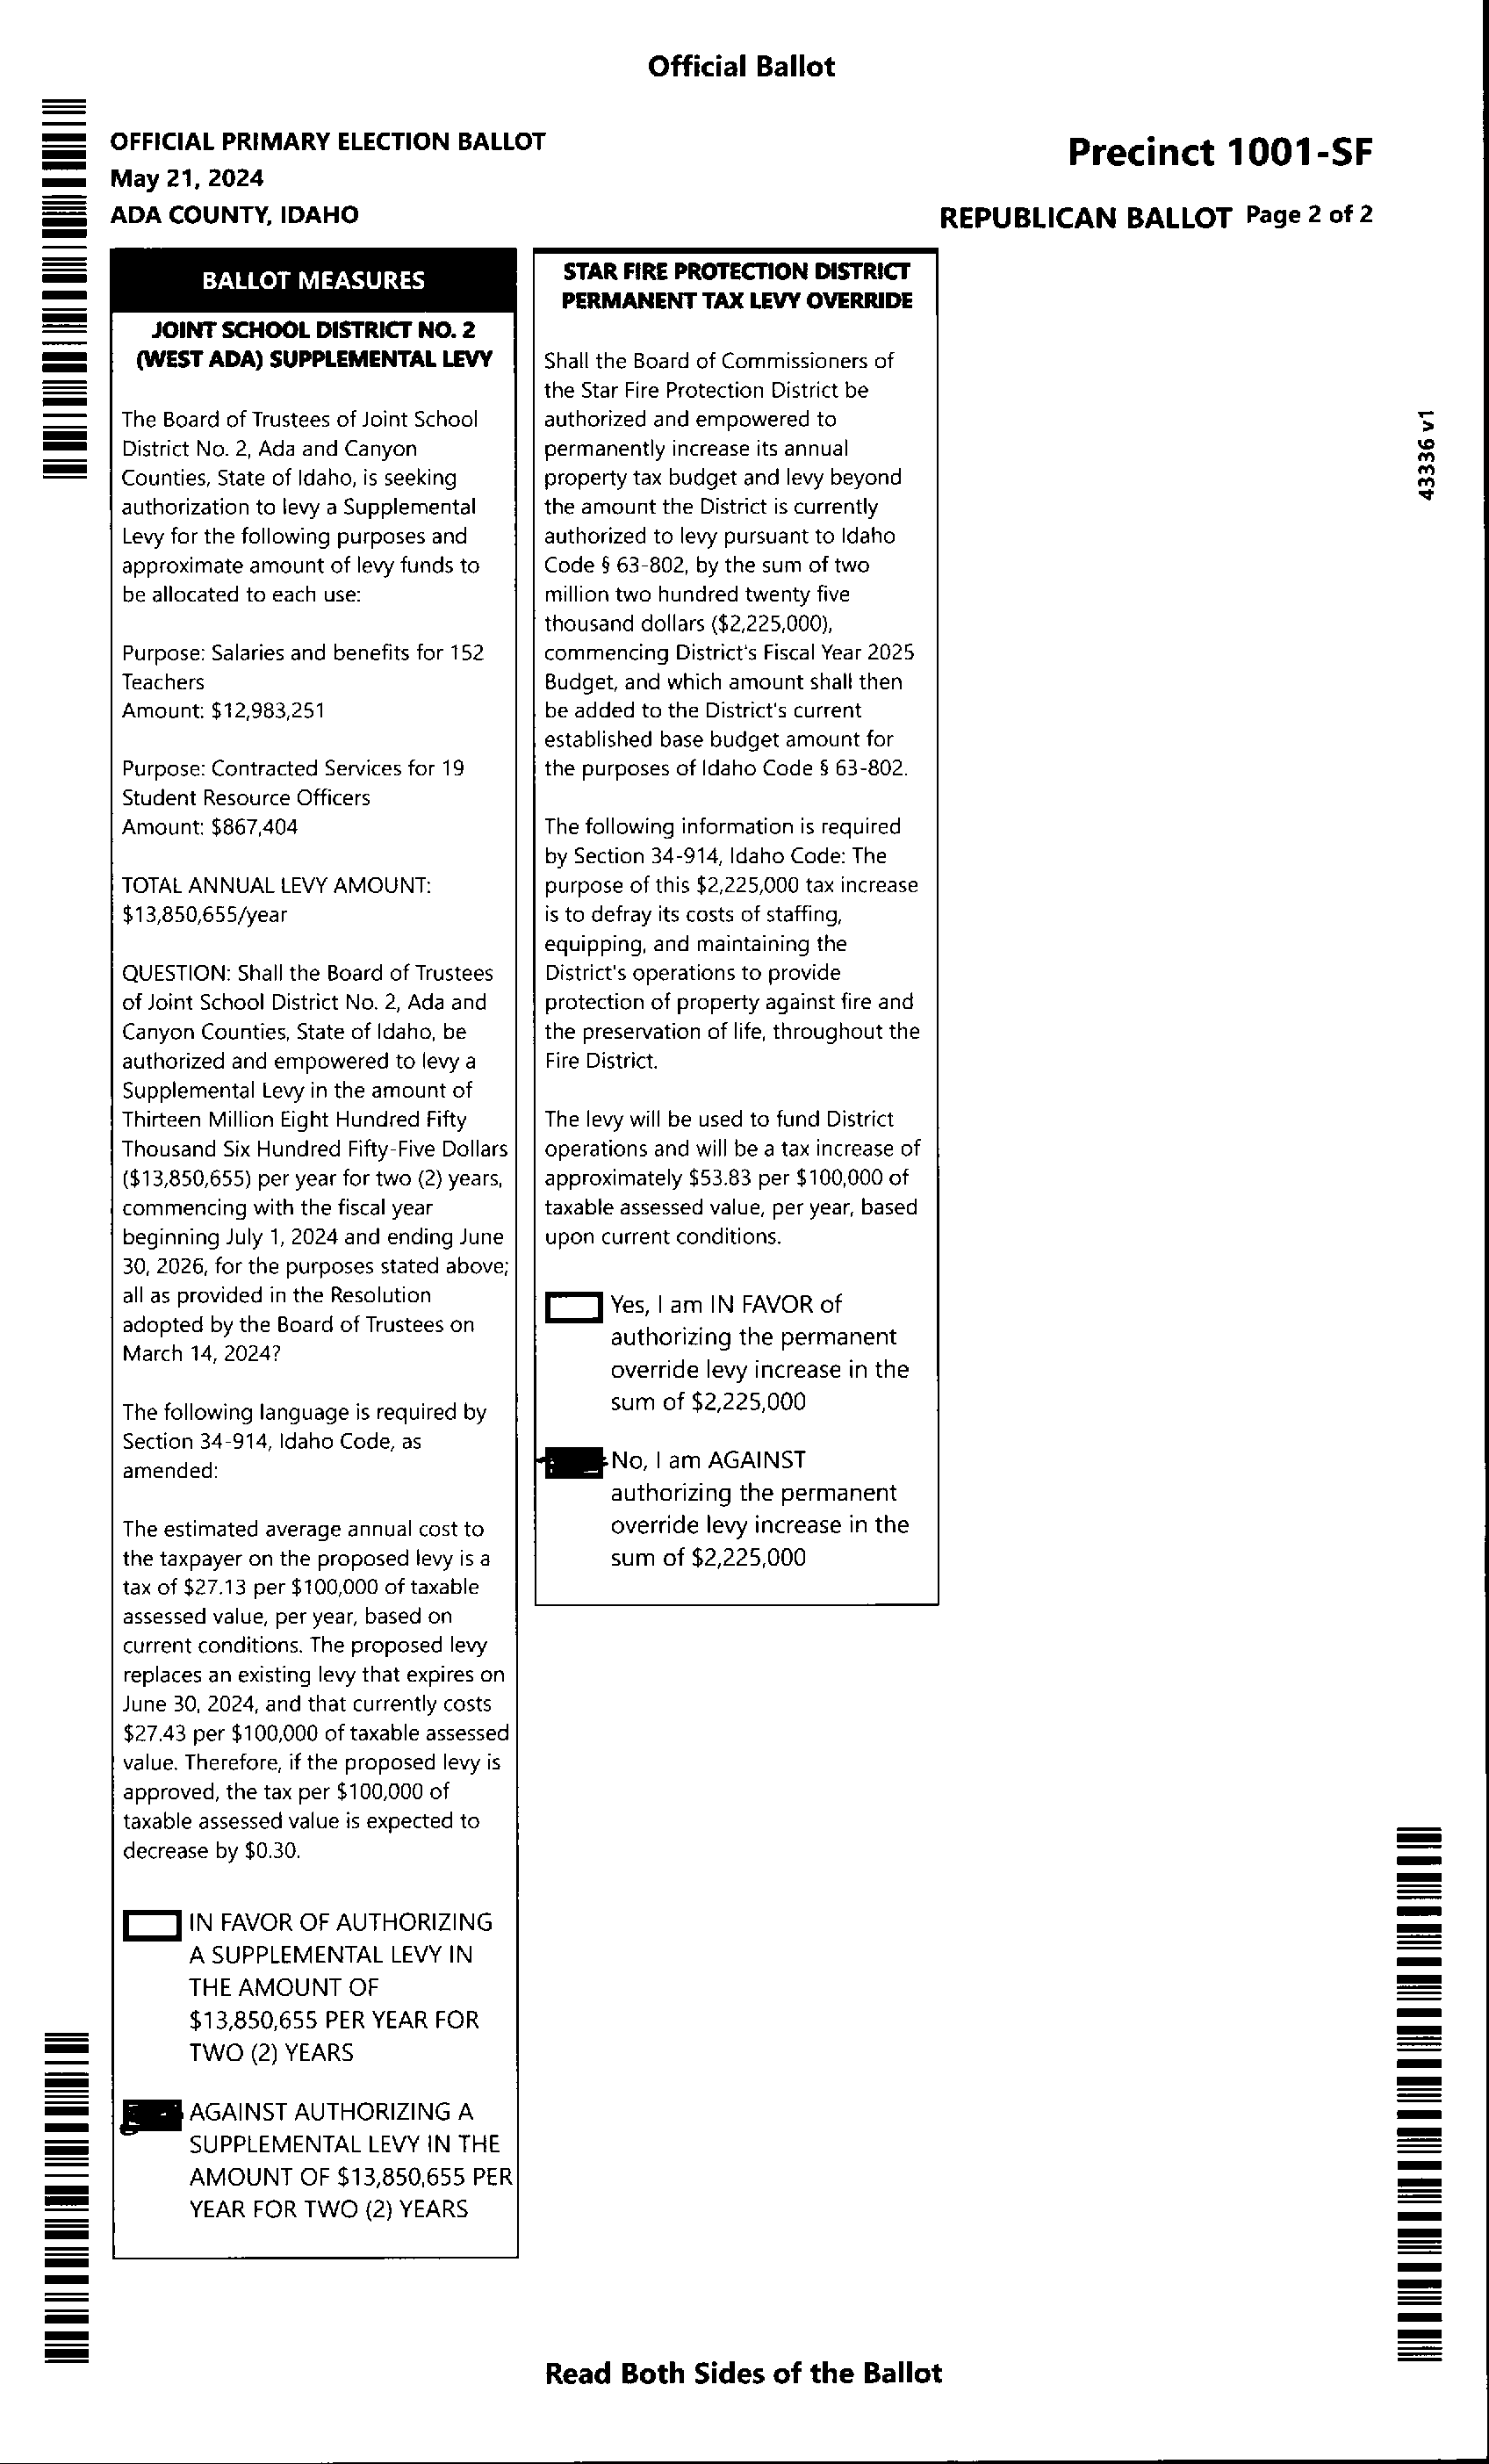 Official Ballot
OFFICIAL PRIMARY ELECTION BALLOT
May 21, 2024
ADA COUNTY, IDAHO
Precinct 1001-SF
REPUBLICAN BALLOT Page 2 of 2
BALLOT MEASURES
JOINT SCHOOL DISTRICT NO. 2
(WEST ADA) SUPPLEMENTAL LEVY
The Board of Trustees of Joint School
District No. 2, Ada and Canyon
Counties, State of Idaho, is seeking
authorization to levy a Supplemental
Levy for the following purposes and
approximate amount of levy funds to
be allocated to each use:
Purpose: Salaries and benefits for 152
Teachers
Amount: $12,983,251
Purpose: Contracted Services for 19
Student Resource Officers
Amount: $867,404
TOTAL ANNUAL LEVY AMOUNT:
$13,850,655/year
QUESTION: Shall the Board of Trustees
of Joint School District No. 2, Ada and
Canyon Counties, State of Idaho, be
authorized and empowered to levy a
Supplemental Levy in the amount of
Thirteen Million Eight Hundred Fifty
Thousand Six Hundred Fifty-Five Dollars
($13,850,655) per year for two (2) years,
commencing with the fiscal year
beginning July 1, 2024 and ending June
30, 2026, for the purposes stated above;
all as provided in the Resolution
adopted by the Board of Trustees on
March 14, 2024?
The following language is required by
Section 34-914, Idaho Code, as
amended:
The estimated average annual cost to
the taxpayer on the proposed levy is a
tax of $27.13 per $100,000 of taxable
assessed value, per year, based on
current conditions. The proposed levy
replaces an existing levy that expires on
June 30, 2024, and that currently costs
$27.43 per $100,000 of taxable assessed
value. Therefore, if the proposed levy is
approved, the tax per $100,000 of
taxable assessed value is expected to
decrease by $0.30.
IN FAVOR OF AUTHORIZING
A SUPPLEMENTAL LEVY IN
THE AMOUNT OF
$13,850,655 PER YEAR FOR
TWO (2) YEARS
AGAINST AUTHORIZING A
SUPPLEMENTAL LEVY IN THE
AMOUNT OF $13,850,655 PER
YEAR FOR TWO (2) YEARS
STAR FIRE PROTECTION DISTRICT
PERMANENT TAX LEVY OVERRIDE
Shall the Board of Commissioners of
the Star Fire Protection District be
authorized and empowered to
permanently increase its annual
property tax budget and levy beyond
the amount the District is currently
authorized to levy pursuant to Idaho
Code § 63-802, by the sum of two
million two hundred twenty five
thousand dollars ($2,225,000),
commencing District's Fiscal Year 2025
Budget, and which amount shall then
be added to the District's current
established base budget amount for
the purposes of Idaho Code § 63-802.
The following information is required
by Section 34-914, Idaho Code: The
purpose of this $2,225,000 tax increase
is to defray its costs of staffing,
equipping, and maintaining the
District's operations to provide
protection of property against fire and
the preservation of life, throughout the
Fire District.
The levy will be used to fund District
operations and will be a tax increase of
approximately $53.83 per $100,000 of
taxable assessed value, per year, based
upon current conditions.
Yes, I am IN FAVOR of
authorizing the permanent
override levy increase in the
sum of $2,225,000
No, I am AGAINST
authorizing the permanent
override levy increase in the
sum of $2,225,000
43336 v1
Read Both Sides of the Ballot